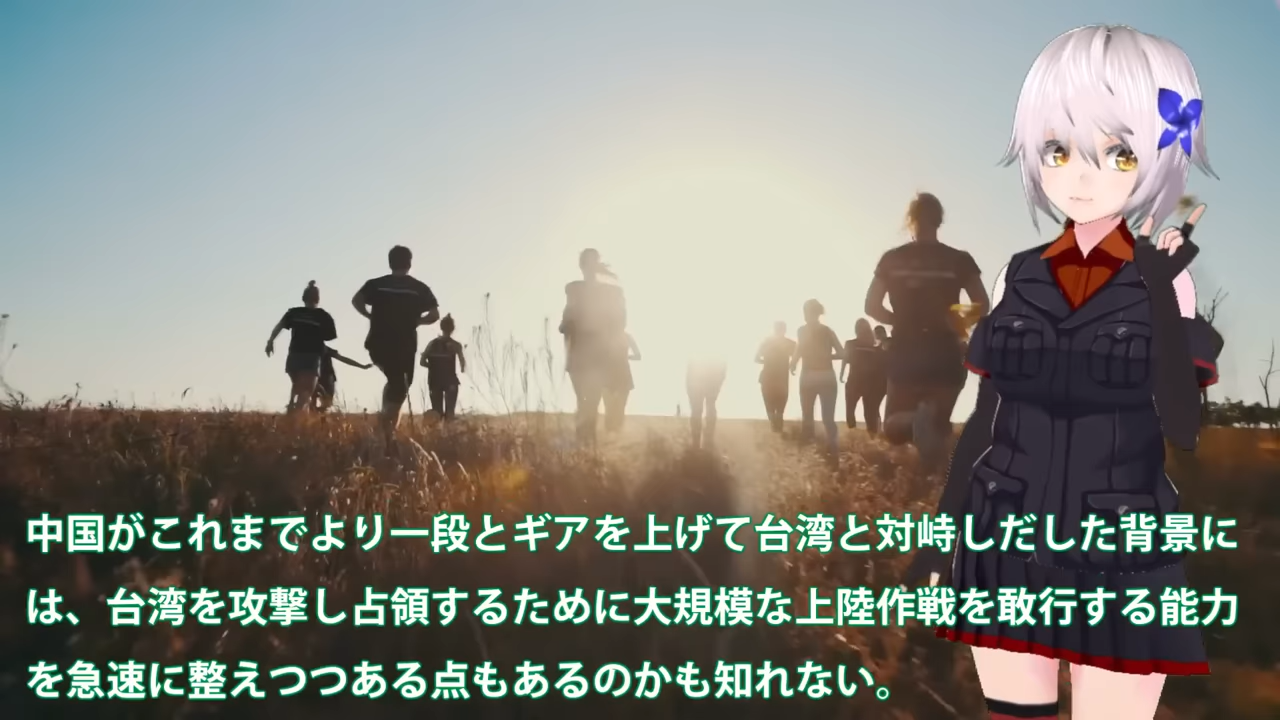 中国がこれまでより一段とギアを上げて台湾と対峙しだした背景に
は、台湾を攻撃し占領するために大規模な上陸作戦を敢行する能力
を急速に整えつつある点もあるのかも知れない。